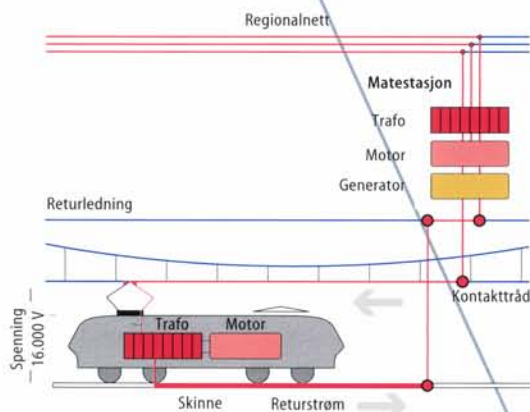 Regionalnett
Matestasjon
Trafo
Motor
Generator
Returledning
Kontakttråd
Spenning
16.000 V
Trafo
Motor
Skinne
Returstrøm